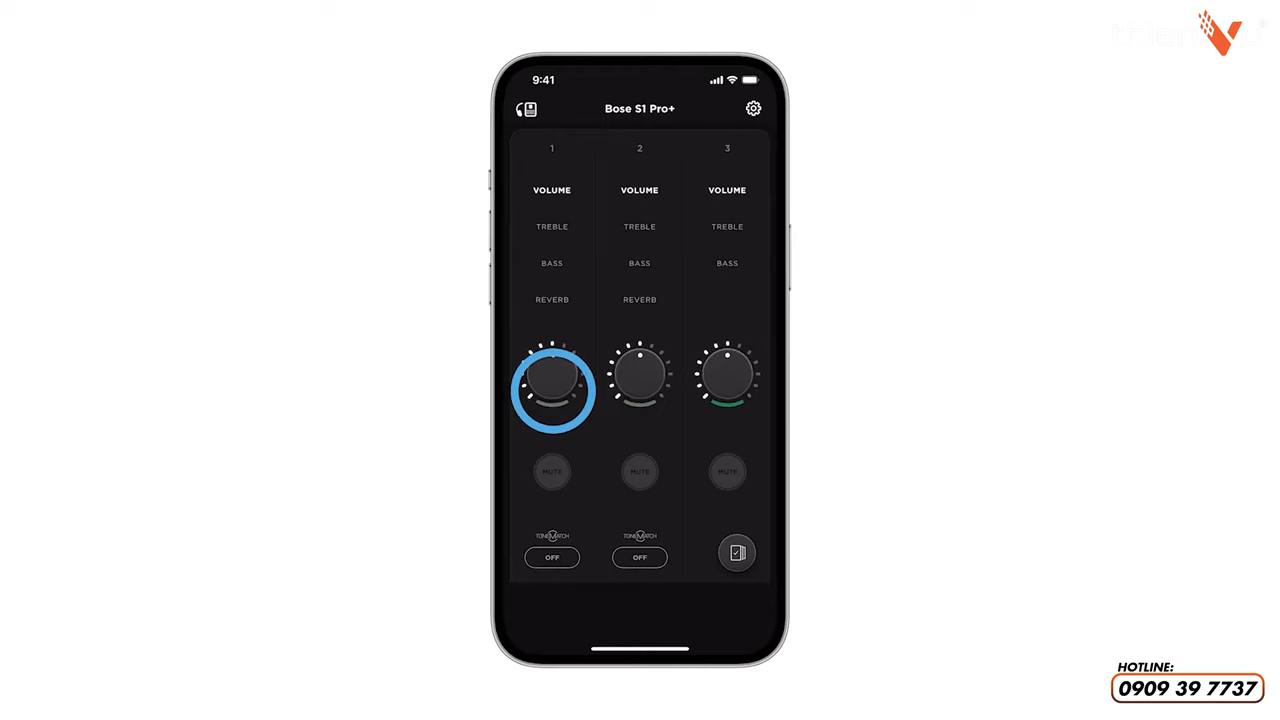 9:41
Bose S1 Pro+
1 2 3
VOLUME VOLUME VOLUME
TREBLE TREBLE TREBLE
BASS BASS BASS
REVERB REVERB
MUTE MUTE MUTE
TONEMATCH TONEMATCH
OFF OFF
HOTLINE:
0909 39 7737